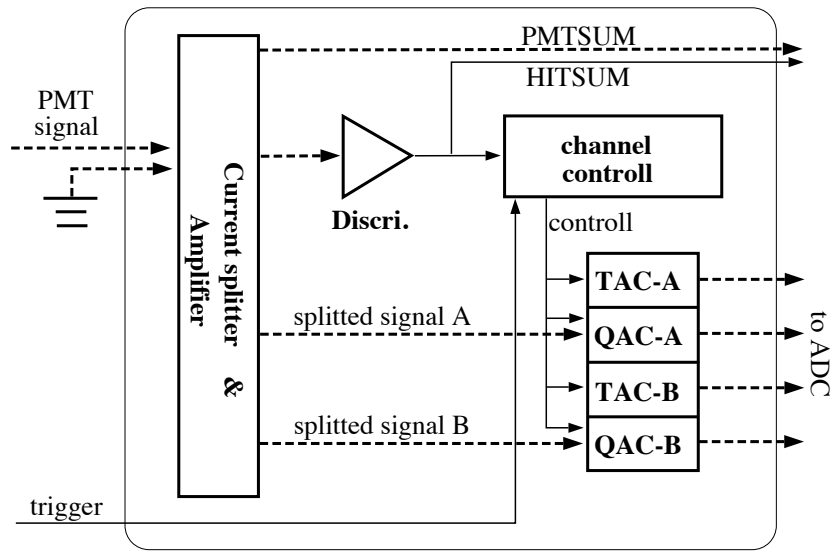 PMTSUM
HITSUM
PMT
signal
channel
controll
Current splitter &
Amplifier
Discri.
controll
TAC-A
splitted signal A
QAC-A
to ADC
TAC-B
splitted signal B
QAC-B
trigger